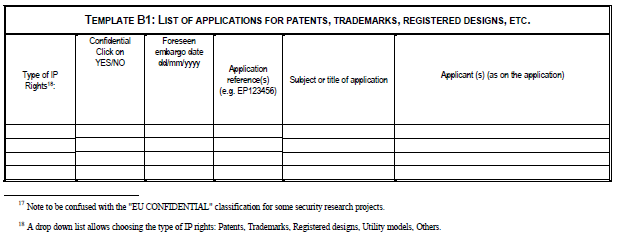 TEMPLATE B1: LIST OF APPLICATIONS FOR PATENTS, TRADEMARKS, REGISTERED DESIGNS, ETC.
Type of IP
Rights18:
Confidential
Click on
YES/NO
Foreseen
embargo date
dd/mm/yyyy
Application
reference(s)
(e.g. EP123456)
Subject or title of application
Applicant (s) (as on the application)
17 Note to be confused with the "EU CONFIDENTIAL" classification for some security research projects.
18 A drop down list allows choosing the type of IP rights: Patents, Trademarks, Registered designs, Utility models, Others.